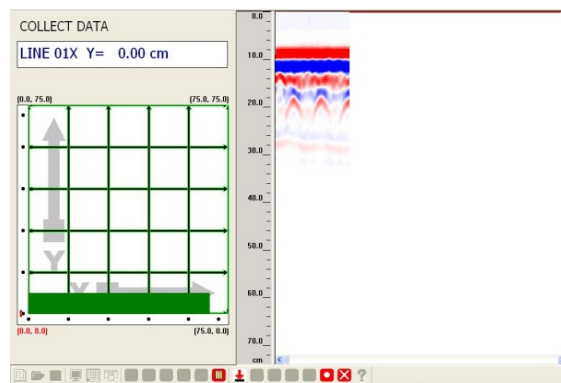 COLLECT DATA
LINE 01X Y= 0.00 cm
(0.0, 75.0) (75.0, 75.0)
Y
X
(0.0, 0.0) (75.0, 0.0)
0.0
10.0
20.0
30.0
40.0
50.0
60.0
70.0
cm
?